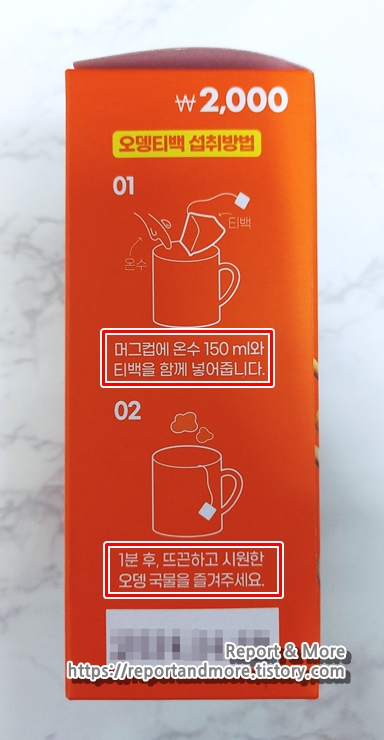 ₩2,000
오뎅티백 섭취방법
01
티백
온수
머그컵에 온수 150 ml와
티백을 함께 넣어줍니다.
02
1분 후, 뜨끈하고 시원한
오뎅 국물을 즐겨주세요.
Report & More
https://reportandmore.tistory.com